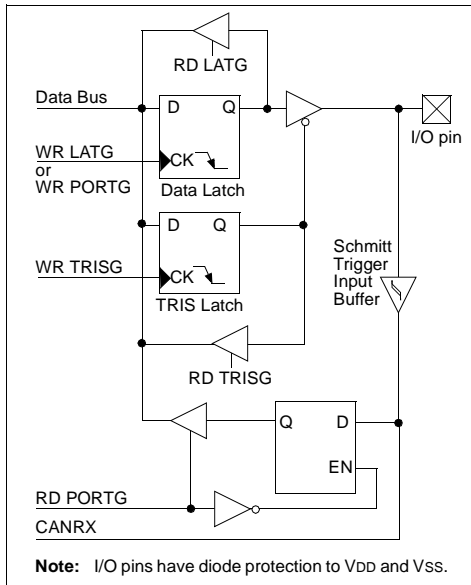 RD LATG
Data Bus
D Q
I/O pin
WR LATG
or
WR PORTG
CK
Data Latch
D Q
WR TRISG
CK
TRIS Latch
Schmitt
Trigger
Input
Buffer
RD TRISG
Q D
EN
RD PORTG
CANRX
Note: I/O pins have diode protection to VDD and VSS.